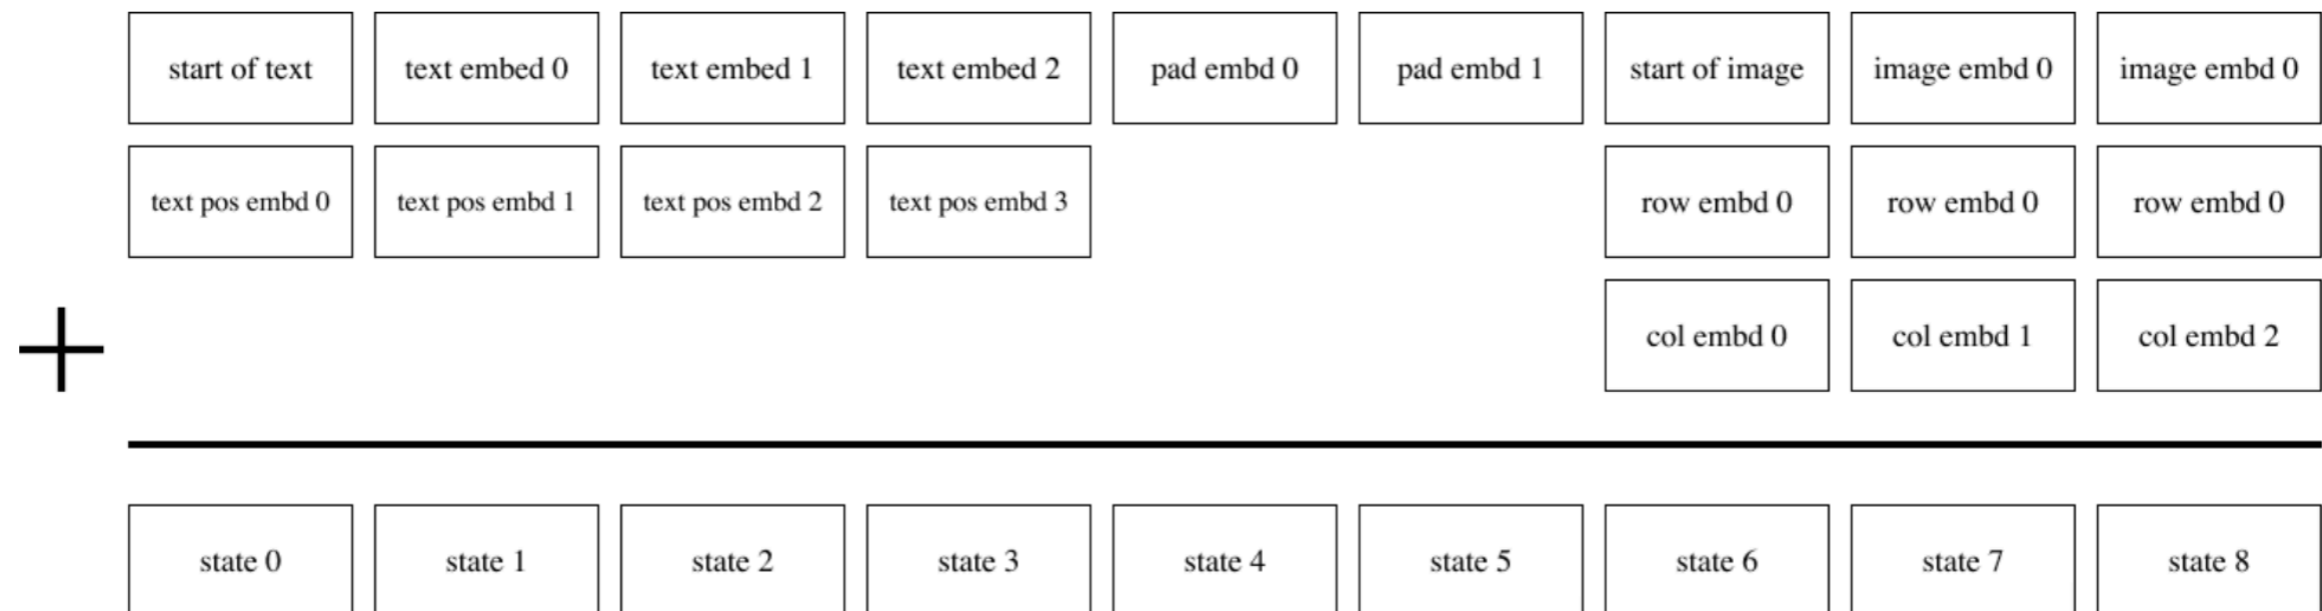 start of text text embed 0 text embed 1 text embed 2 pad embd 0 pad embd 1 start of image image embd 0 image embd 0
text pos embd 0 text pos embd 1 text pos embd 2 text pos embd 3 row embd 0 row embd 0 row embd 0
col embd 0 col embd 1 col embd 2
+
state 0 state 1 state 2 state 3 state 4 state 5 state 6 state 7 state 8